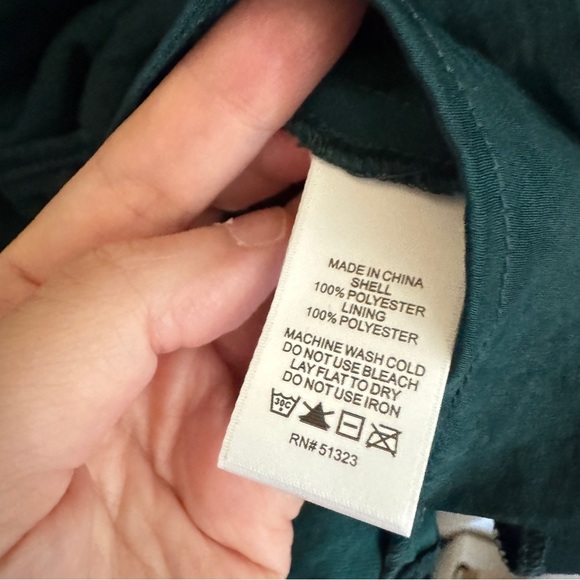 MADE IN CHINA
SHELL
100% POLYESTER
LINING
100% POLYESTER
MACHINE WASH COLD
DO NOT USE BLEACH
LAY FLAT TO DRY
DO NOT USE IRON
30C
RN# 51323